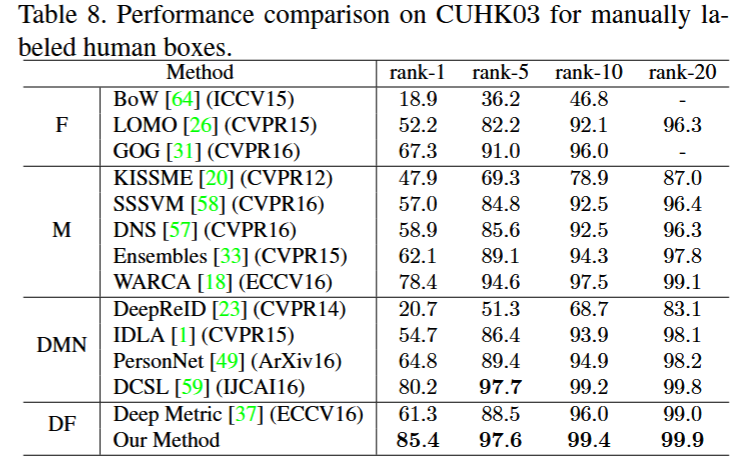 Table 8. Performance comparison on CUHK03 for manually la-
beled human boxes.
Method rank-1 rank-5 rank-10 rank-20
F
BoW [64] (ICCV15) 18.9 36.2 46.8 -
LOMO [26] (CVPR15) 52.2 82.2 92.1 96.3
GOG [31] (CVPR16) 67.3 91.0 96.0 -
M
KISSME [20] (CVPR12) 47.9 69.3 78.9 87.0
SSSVM [58] (CVPR16) 57.0 84.8 92.5 96.4
DNS [57] (CVPR16) 58.9 85.6 92.5 96.3
Ensembles [33] (CVPR15) 62.1 89.1 94.3 97.8
WARCA [18] (ECCV16) 78.4 94.6 97.5 99.1
DMN
DeepReID [23] (CVPR14) 20.7 51.3 68.7 83.1
IDLA [1] (CVPR15) 54.7 86.4 93.9 98.1
PersonNet [49] (ArXiv16) 64.8 89.4 94.9 98.2
DCSL [59] (IJCAI16) 80.2 97.7 99.2 99.8
DF
Deep Metric [37] (ECCV16) 61.3 88.5 96.0 99.0
Our Method 85.4 97.6 99.4 99.9